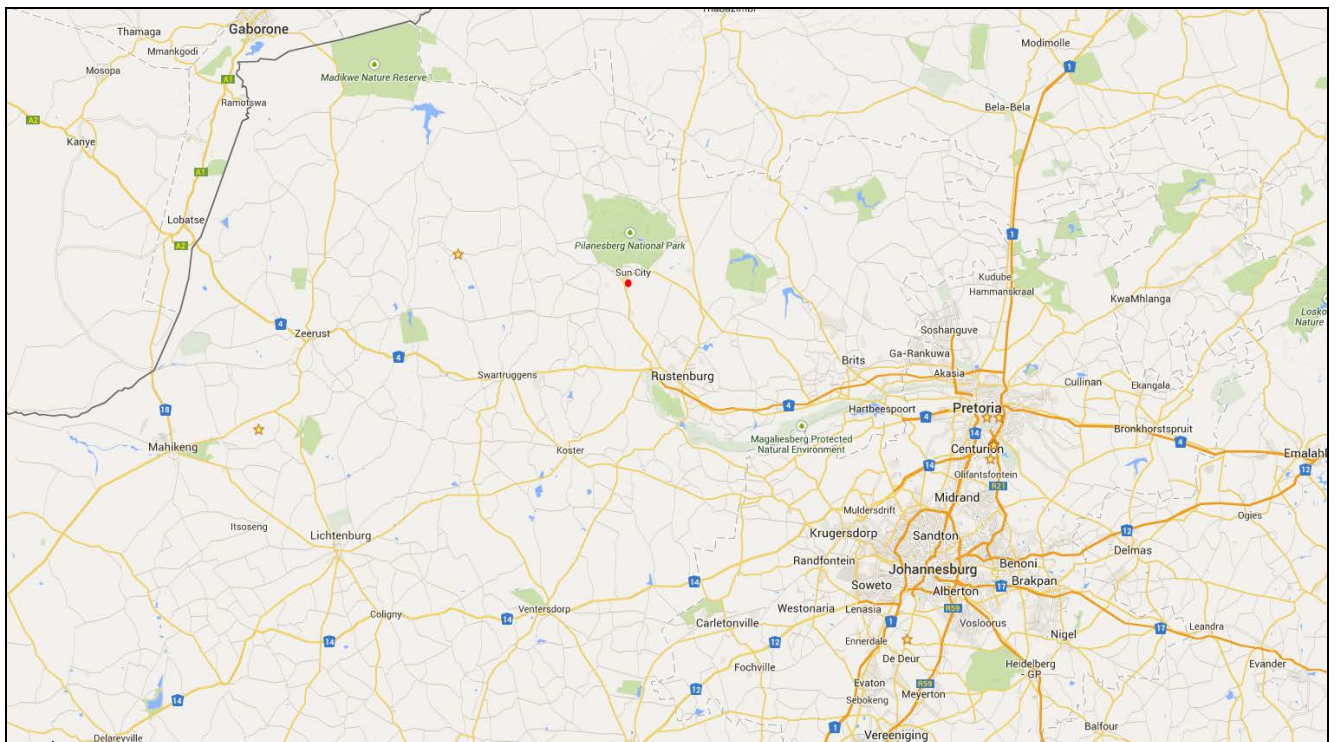 Thamaga
Gaborone
Thabazimbi
Mmankgodi
Mosopa
Madikwe Nature Reserve
Modimolle
1
A1
Ramotswa
Bela-Bela
A2
Kanye
A1
Lobatse
A2
1
Pilanesberg National Park
Sun City
Kudube
Hammanskraal
KwaMhlanga
Losko
Nature
4
Zeerust
Soshanguve
4
Brits
Ga-Rankuwa
Swartruggens
Rustenburg
Akasia
Cullinan
Ekangala
18
4
Hartbeespoort
4
Pretoria
14
Bronkhorstspruit
4
Mahikeng
Magaliesberg Protected
Natural Environment
Koster
Centurion
Emalahl
14
12
Olifantsfontein
R21
Midrand
Muldersdrift
Ogies
Itsoseng
Lichtenburg
Krugersdorp
Sandton
12
Delmas
Randfontein
Johannesburg
Benoni
14
Soweto
Alberton
17
Brakpan
Coligny
14
Ventersdorp
Westonaria
Lenasia
R59
Carletonville
1
Vosloorus
17
Leandra
14
12
Ennerdale
Nigel
Fochville
De Deur
Heidelberg
- GP
Evander
14
12
Evaton
R59
Sebokeng
Meyerton
Delareyville
1
Vereeniging
Balfour